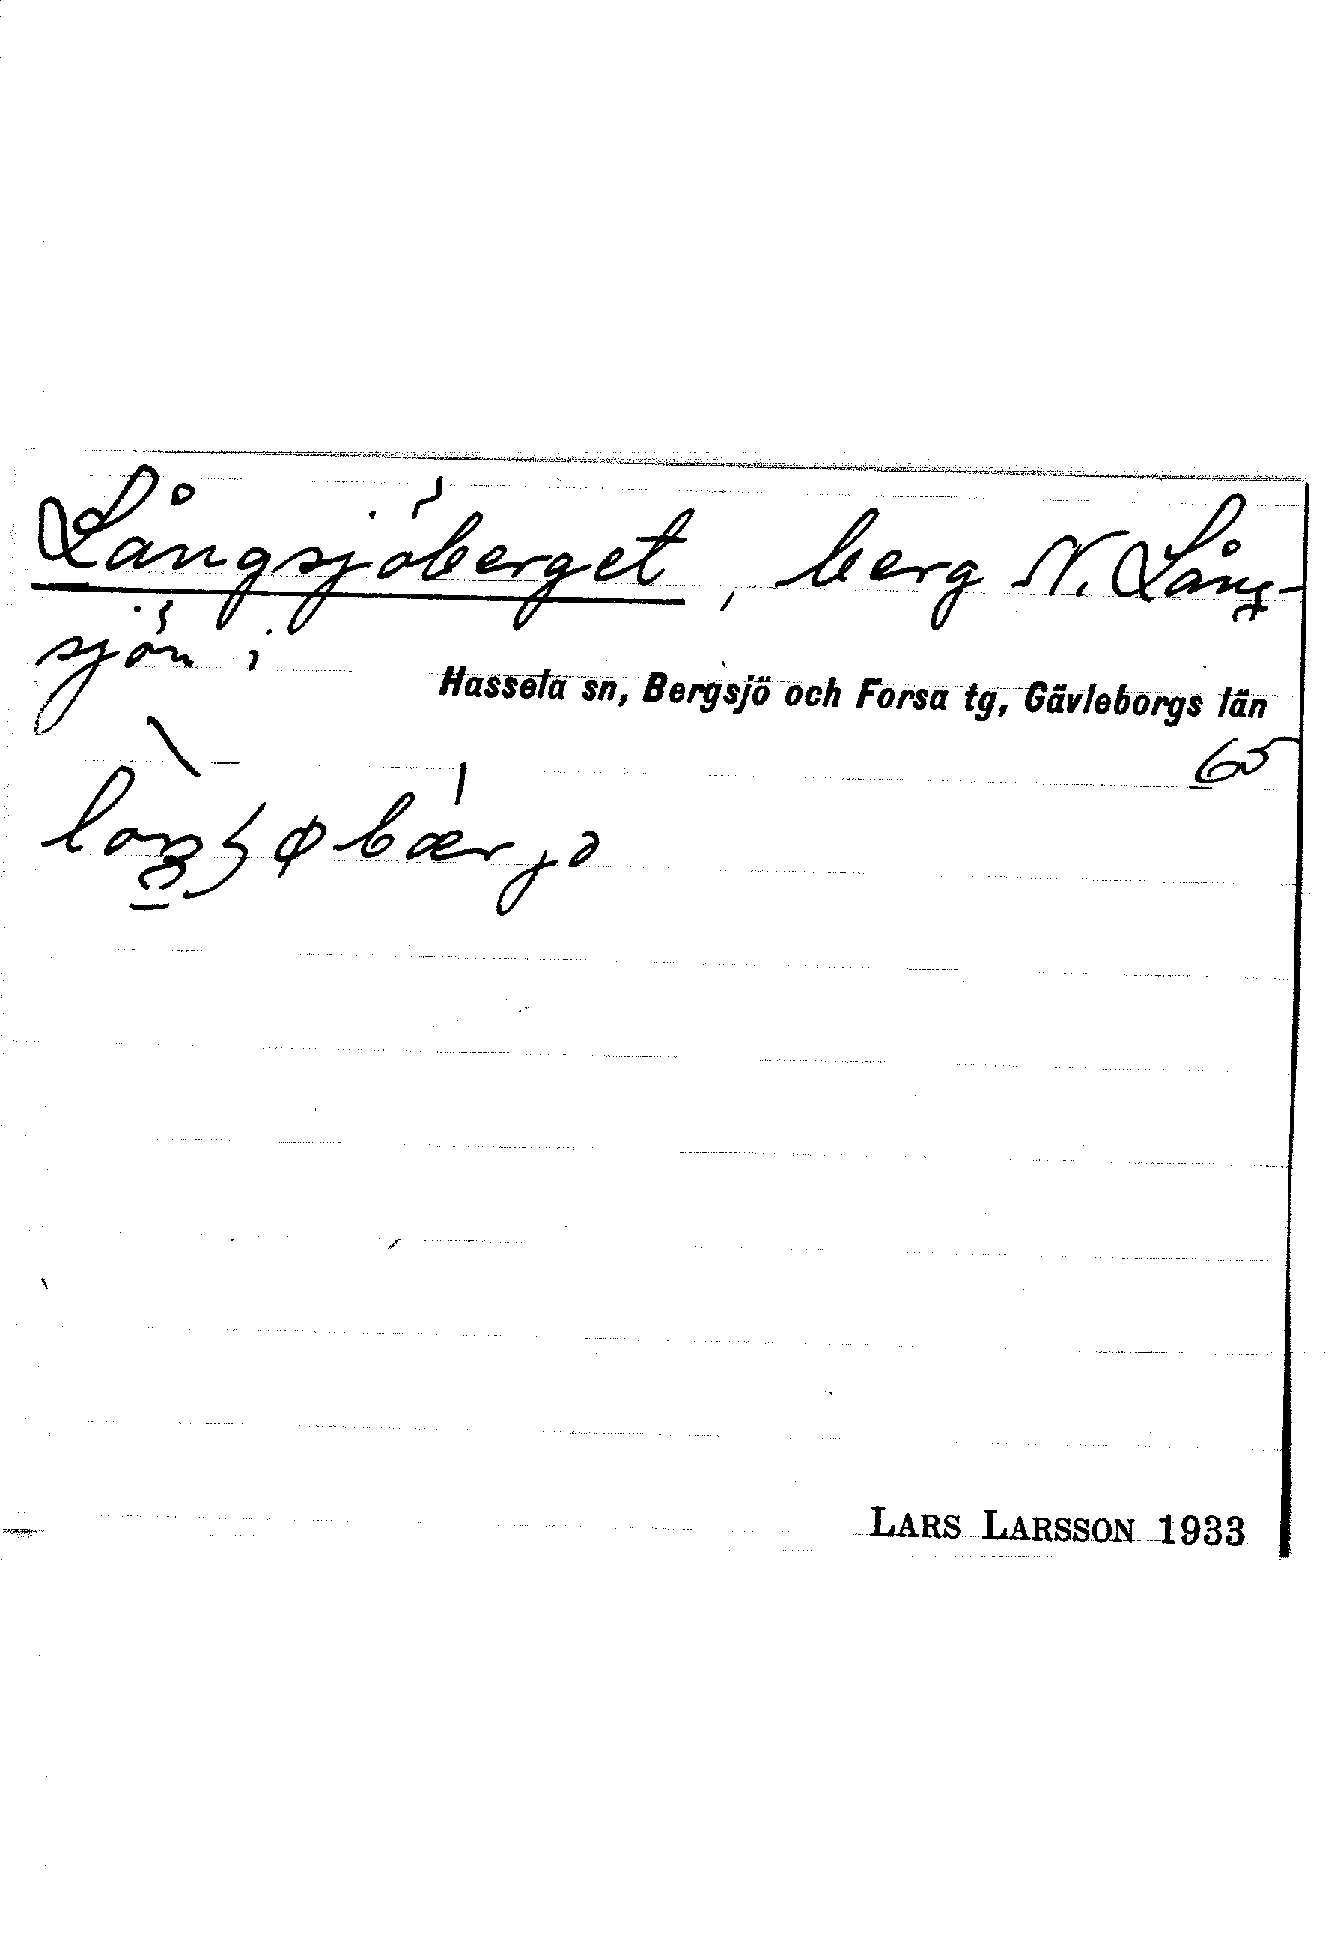 Långsjöberget, berg N. Lång-
sjön i
Hassela sn, Bergsjö och Forsa tg, Gävleborgs län
65
Lars Larsson 1933